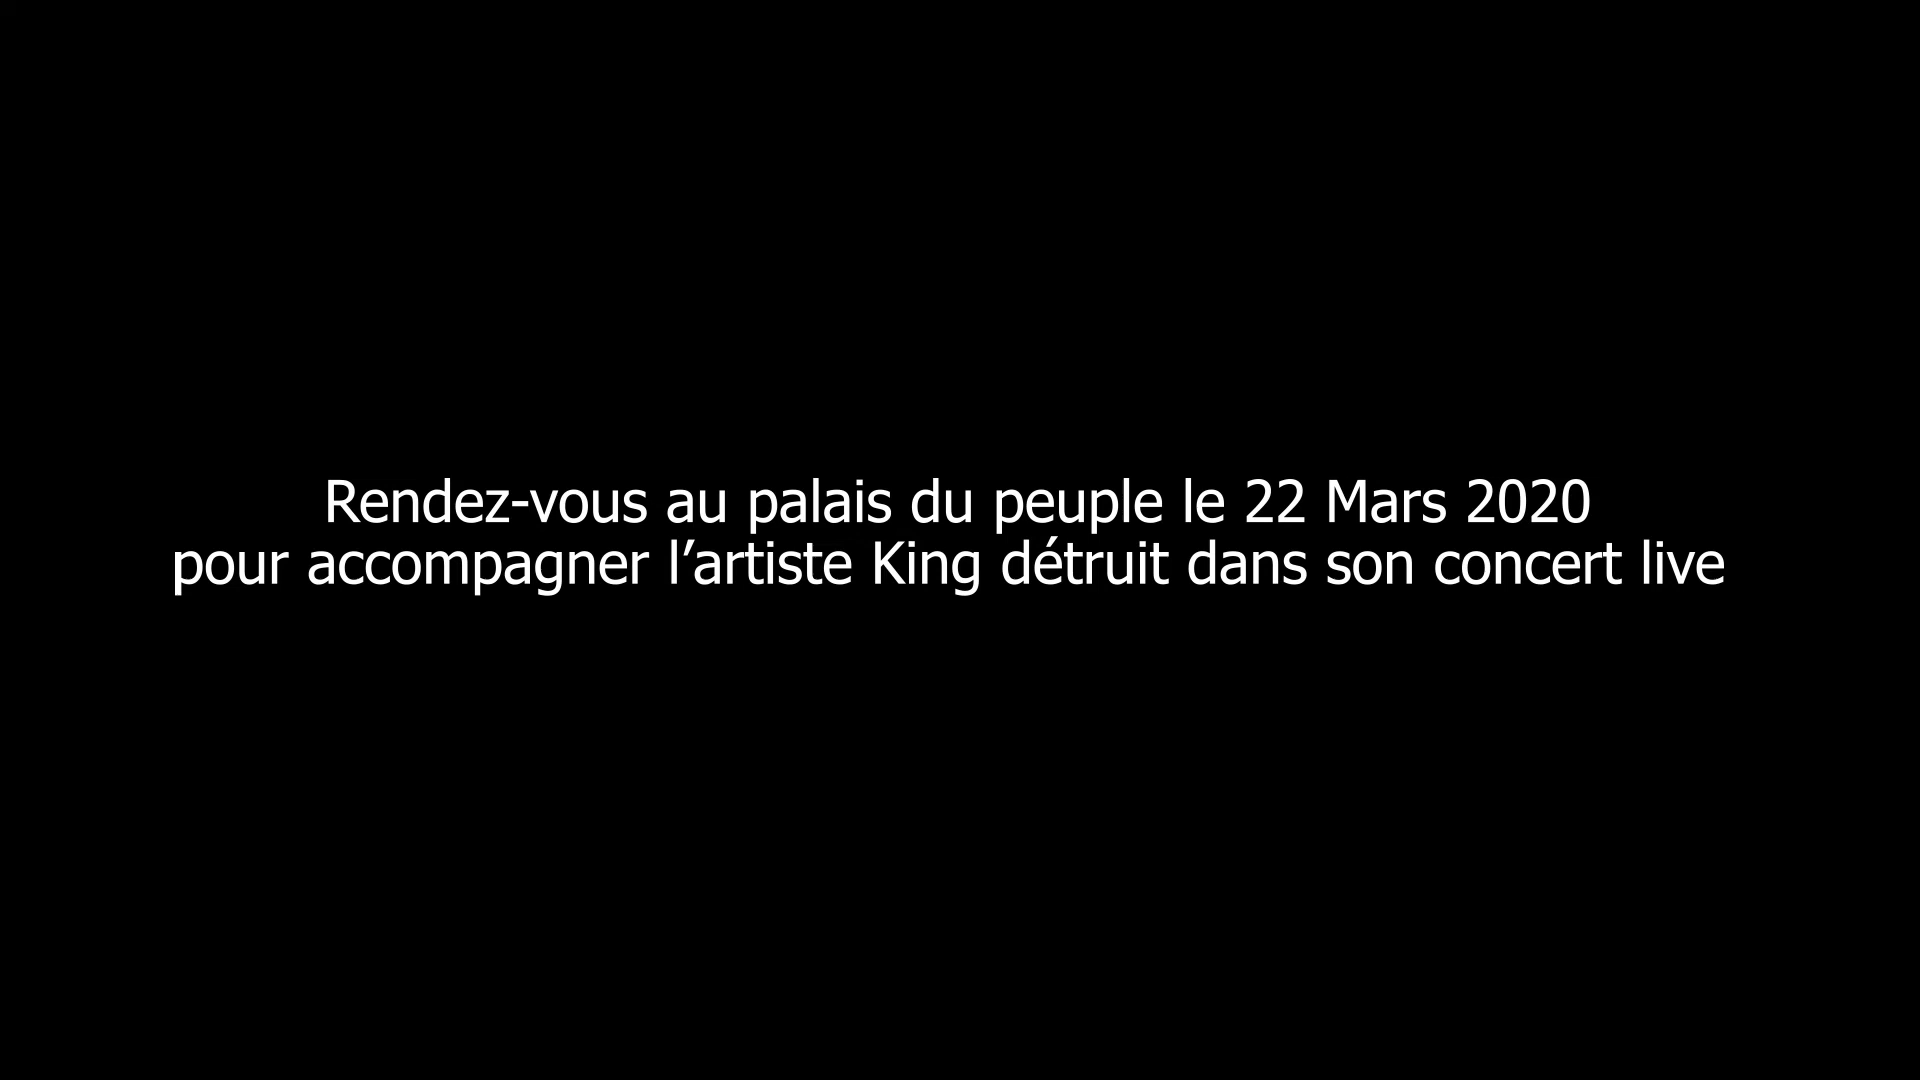 Rendez-vous au palais du peuple le 22 Mars 2020
pour accompagner l’artiste King détruit dans son concert live